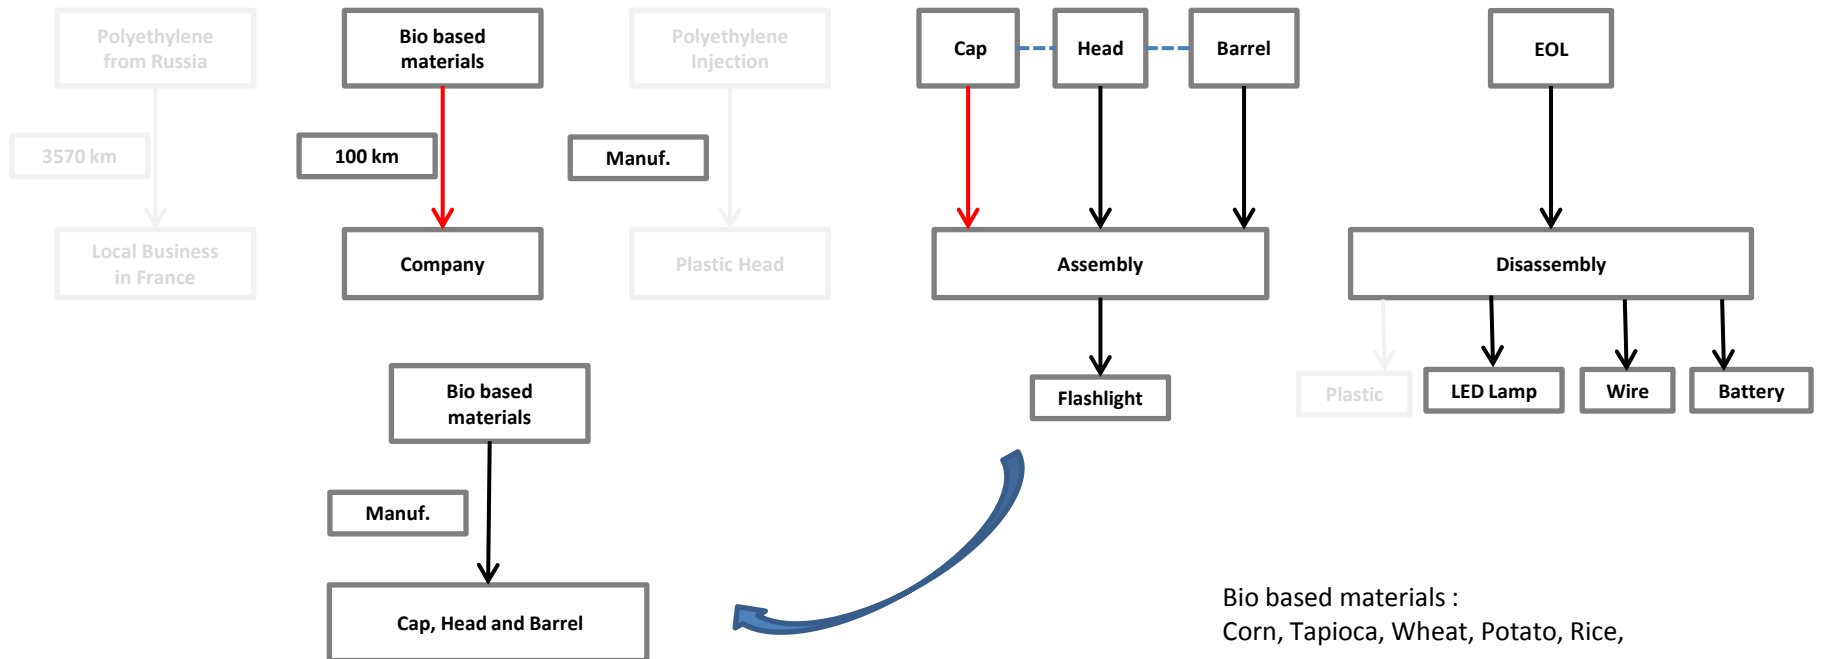 Polyethylene
from Russia
Bio based
materials
Polyethylene
Injection
Cap
Head
Barrel
EOL
3570 km
100 km
Manuf.
Local Business
in France
Company
Plastic Head
Assembly
Disassembly
Bio based
materials
Flashlight
Plastic
LED Lamp
Wire
Battery
Manuf.
Cap, Head and Barrel
Bio based materials :
Corn, Tapioca, Wheat, Potato, Rice,